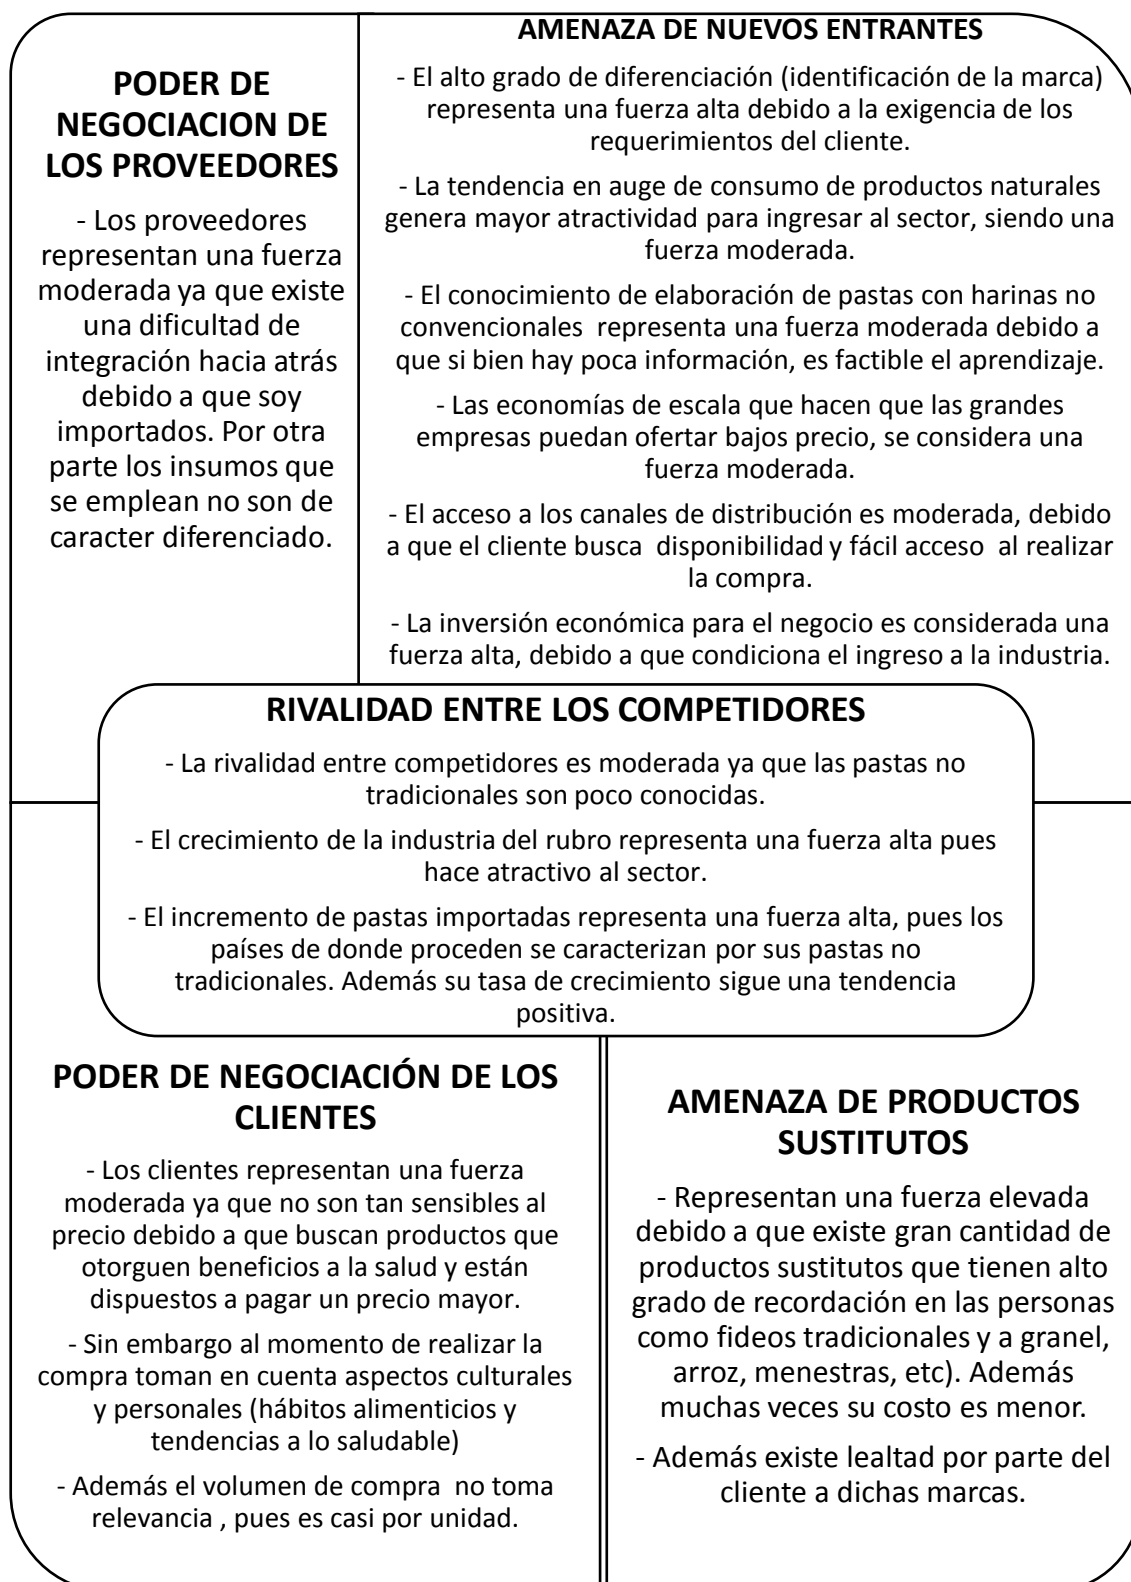 PODER DE
NEGOCIACION DE
LOS PROVEEDORES
- Los proveedores
representan una fuerza
moderada ya que existe
una dificultad de
integración hacia atrás
debido a que soy
importados. Por otra
parte los insumos que
se emplean no son de
caracter diferenciado.
AMENAZA DE NUEVOS ENTRANTES
- El alto grado de diferenciación (identificación de la marca)
representa una fuerza alta debido a la exigencia de los
requerimientos del cliente.
- La tendencia en auge de consumo de productos naturales
genera mayor atractividad para ingresar al sector, siendo una
fuerza moderada.
- El conocimiento de elaboración de pastas con harinas no
convencionales representa una fuerza moderada debido a
que si bien hay poca información, es factible el aprendizaje.
- Las economías de escala que hacen que las grandes
empresas puedan ofertar bajos precio, se considera una
fuerza moderada.
- El acceso a los canales de distribución es moderada, debido
a que el cliente busca disponibilidad y fácil acceso al realizar
la compra.
- La inversión económica para el negocio es considerada una
fuerza alta, debido a que condiciona el ingreso a la industria.
RIVALIDAD ENTRE LOS COMPETIDORES
- La rivalidad entre competidores es moderada ya que las pastas no
tradicionales son poco conocidas.
- El crecimiento de la industria del rubro representa una fuerza alta pues
hace atractivo al sector.
- El incremento de pastas importadas representa una fuerza alta, pues los
países de donde proceden se caracterizan por sus pastas no
tradicionales. Además su tasa de crecimiento sigue una tendencia
positiva.
PODER DE NEGOCIACIÓN DE LOS
CLIENTES
- Los clientes representan una fuerza
moderada ya que no son tan sensibles al
precio debido a que buscan productos que
otorguen beneficios a la salud y están
dispuestos a pagar un precio mayor.
- Sin embargo al momento de realizar la
compra toman en cuenta aspectos culturales
y personales (hábitos alimenticios y
tendencias a lo saludable)
- Además el volumen de compra no toma
relevancia , pues es casi por unidad.
AMENAZA DE PRODUCTOS
SUSTITUTOS
- Representan una fuerza elevada
debido a que existe gran cantidad de
productos sustitutos que tienen alto
grado de recordación en las personas
como fideos tradicionales y a granel,
arroz, menestras, etc). Además
muchas veces su costo es menor.
- Además existe lealtad por parte del
cliente a dichas marcas.